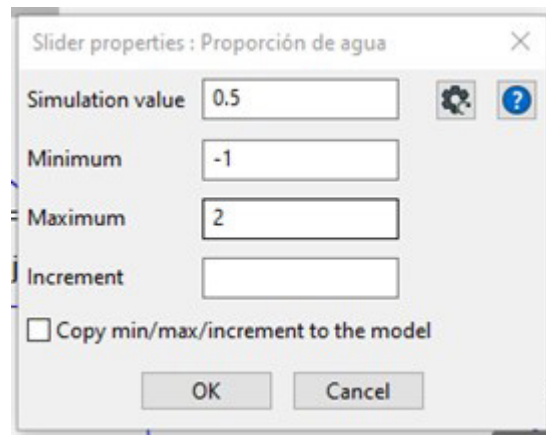 Slider properties : Proporción de agua
Simulation value 0.5
Minimum -1
Maximum 2
Increment
Copy min/max/increment to the model
OK Cancel